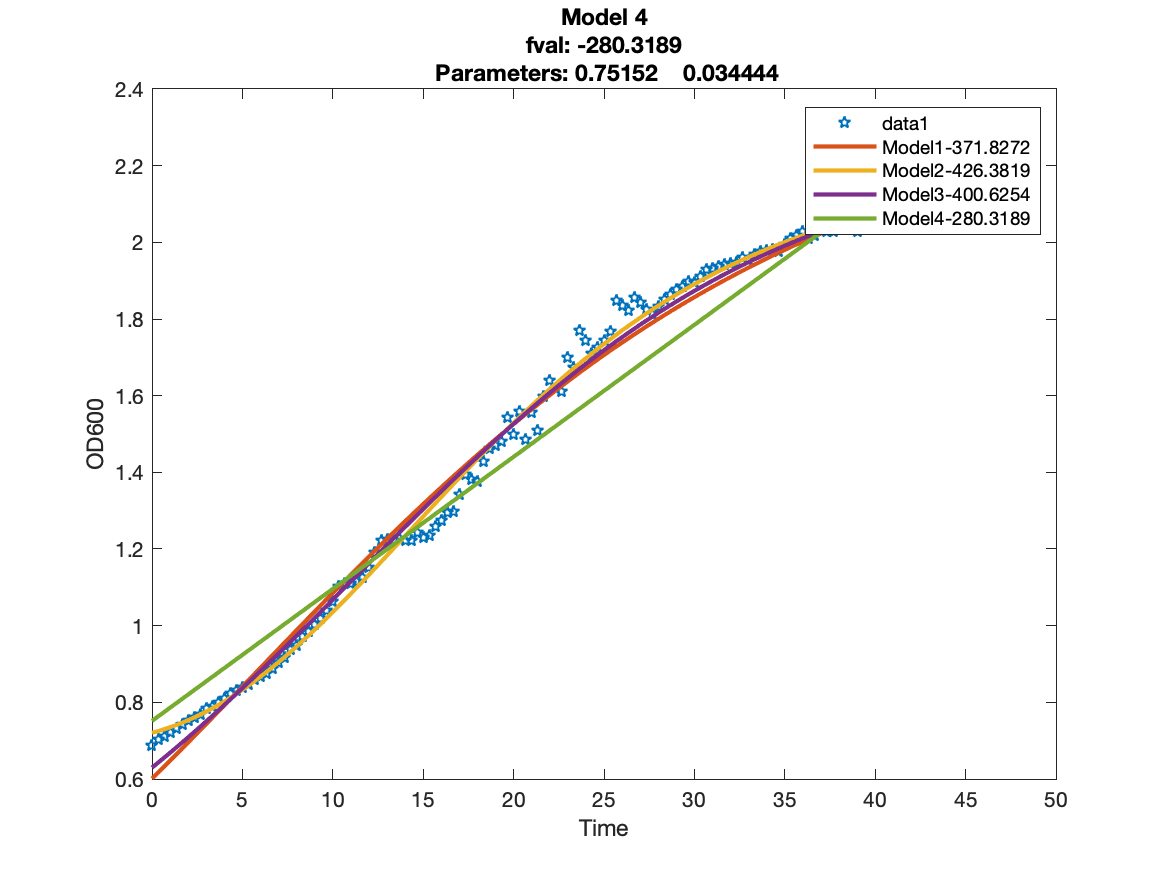 Model 4
fval: -280.3189
Parameters: 0.75152 0.034444
2.4
2.2
2
1.8
1.6
1.4
1.2
1
0.8
0.6
OD600
data1
Model1-371.8272
Model2-426.3819
Model3-400.6254
Model4-280.3189
0 5 10 15 20 25 30 35 40 45 50
Time